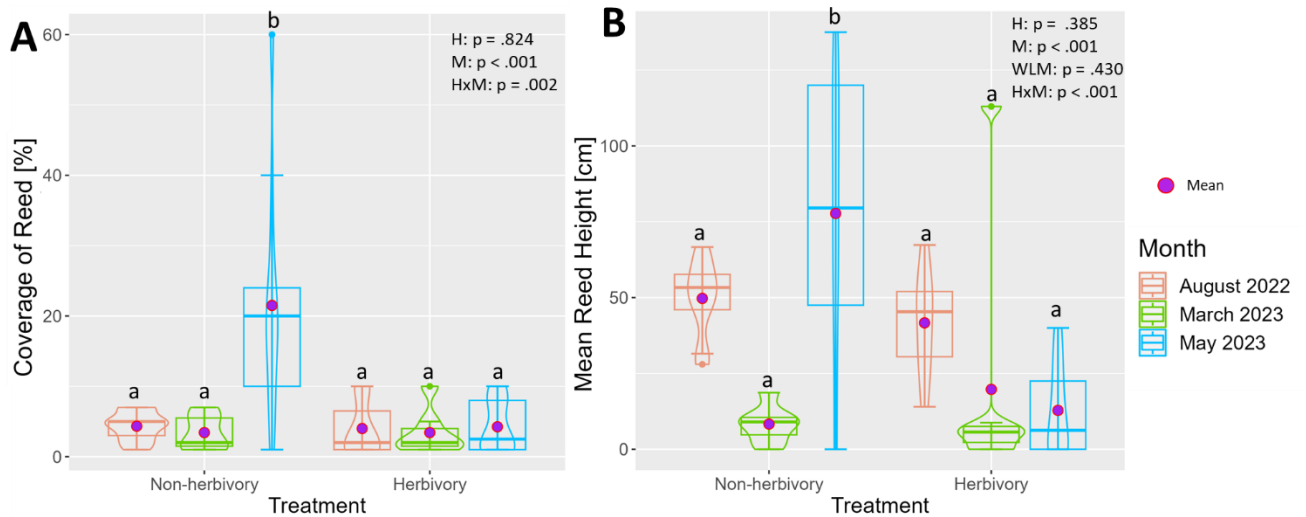 A
60
40
20
0
Coverage of Reed [%]
b
H: p = .824
M: p < .001
HxM: p = .002
a
a
a
a
a
Non-herbivory
Herbivory
Treatment
B
100
50
0
Mean Reed Height [cm]
b
H: p = .385
M: p < .001
WLM: p = .430
HxM: p < .001
a
a
a
a
a
Non-herbivory
Herbivory
Treatment
Mean
Month
August 2022
March 2023
May 2023